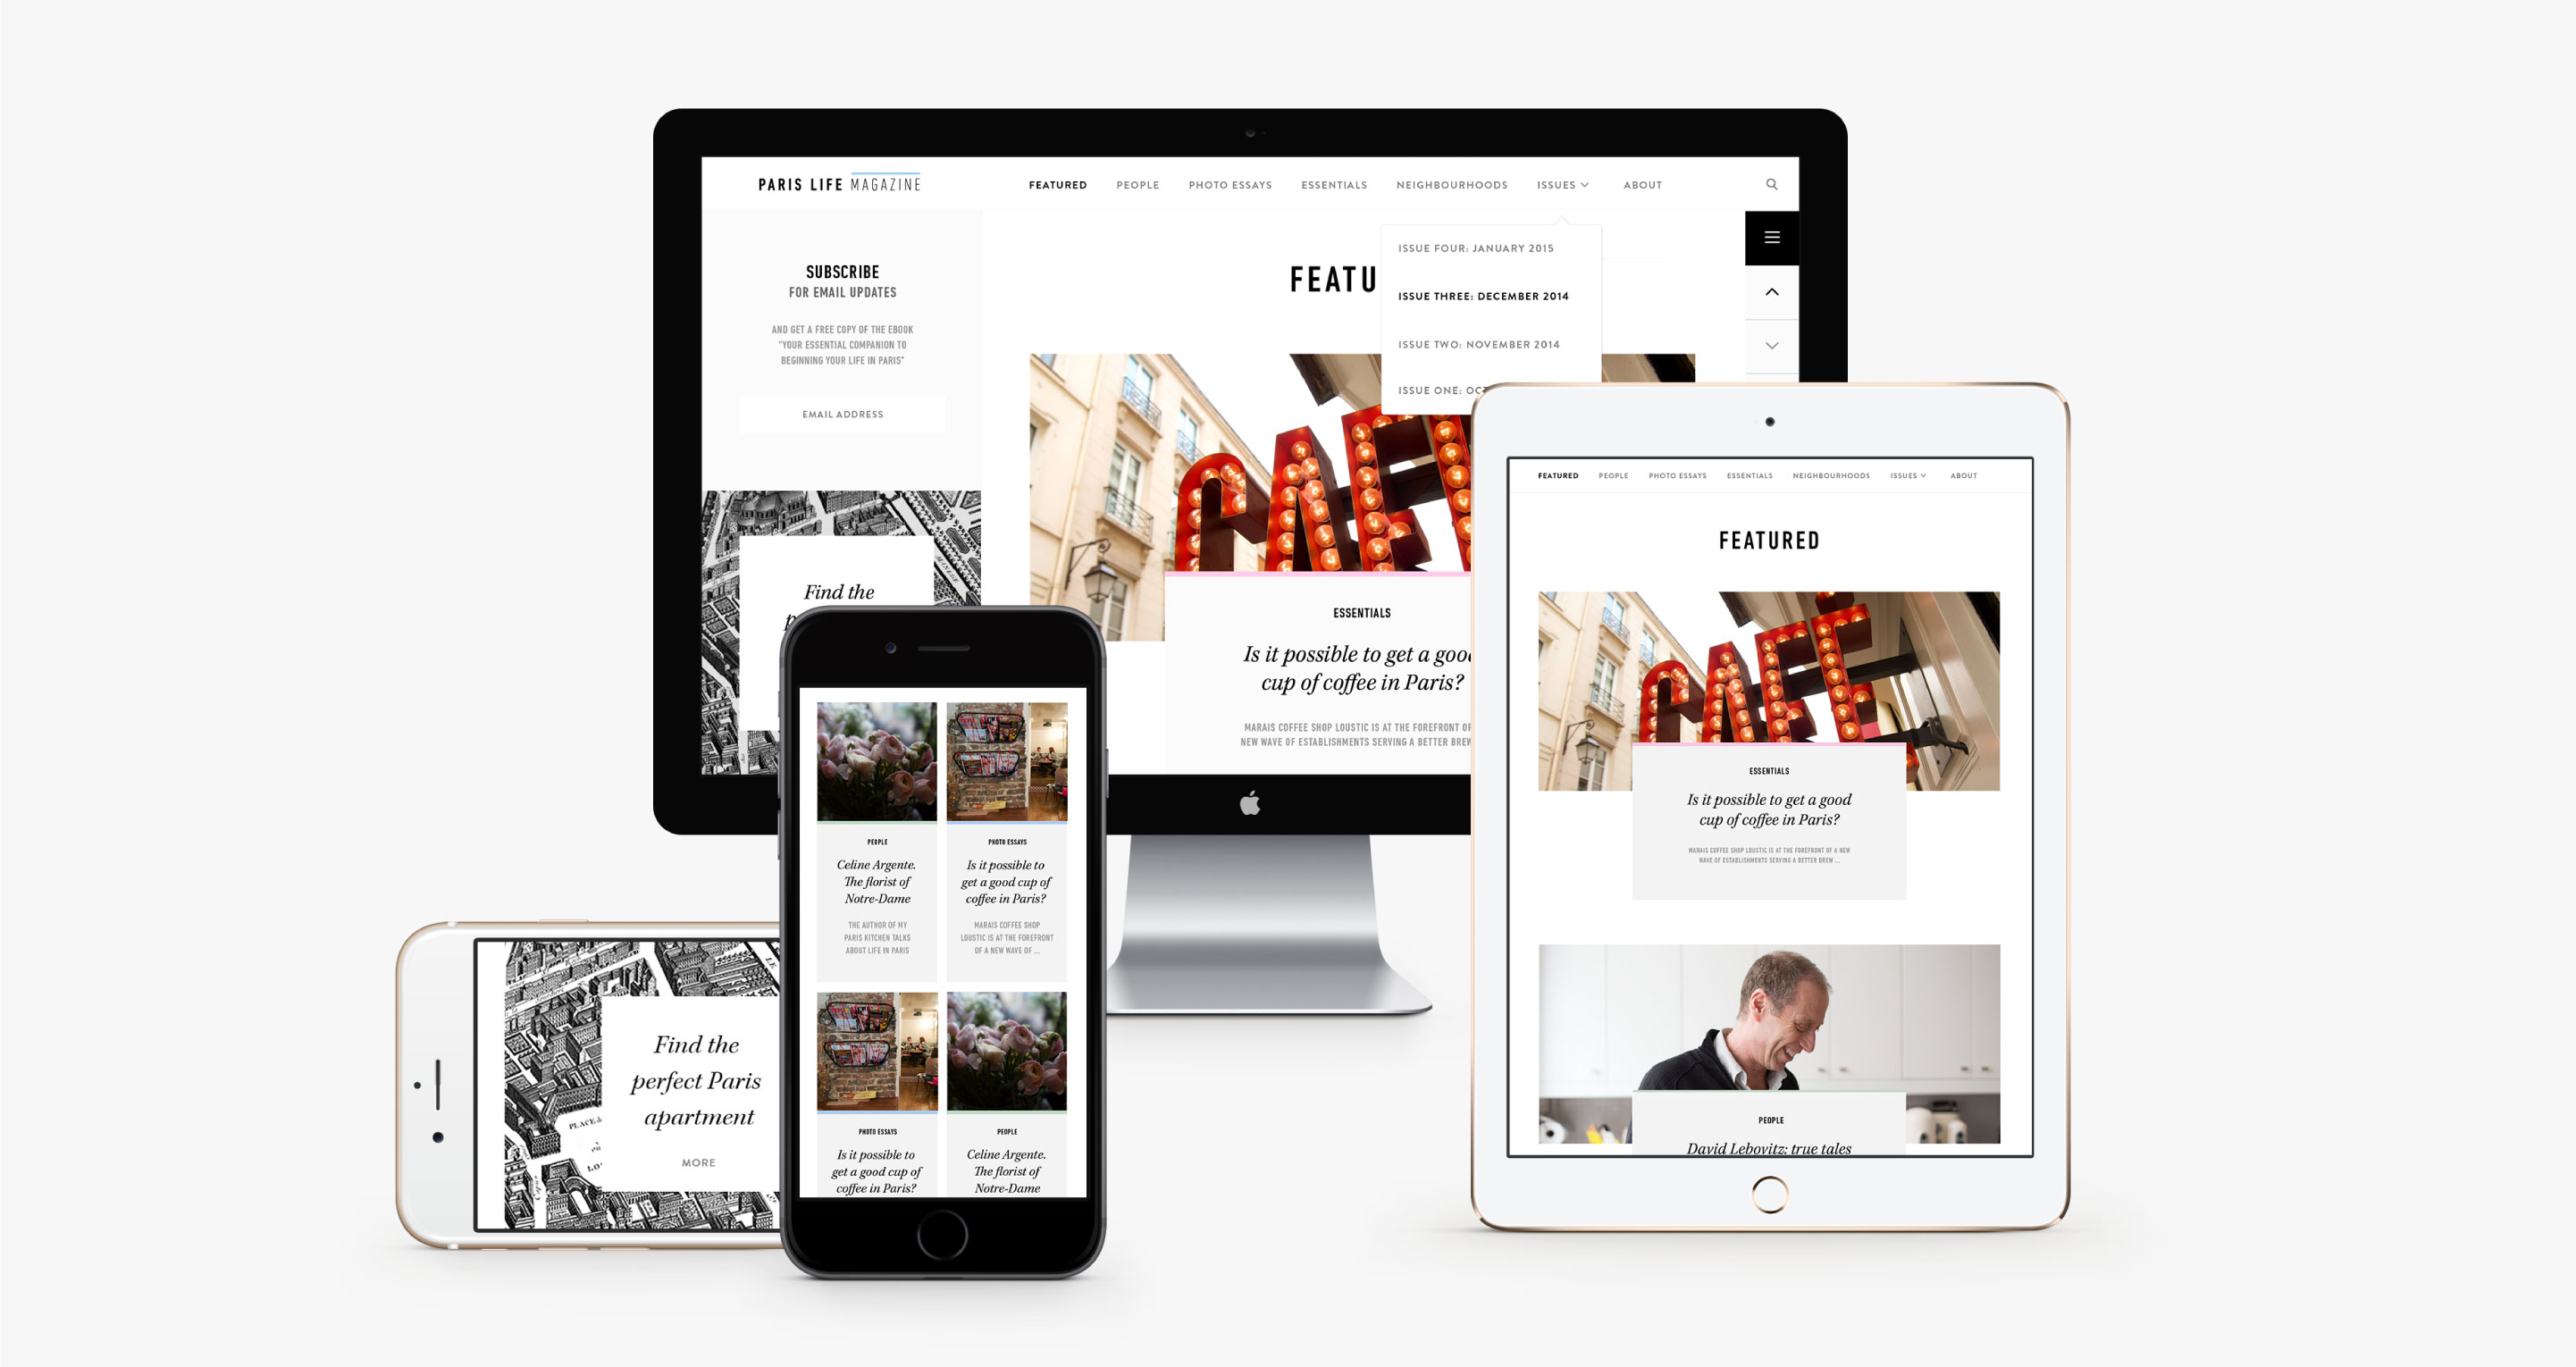 PARIS LIFE MAGAZINE
FEATURED PEOPLE PHOTO ESSAYS ESSENTIALS NEIGHBOURHOODS ISSUES ABOUT
SUBSCRIBE
FOR EMAIL UPDATES
AND GET A FREE COPY OF THE EBOOK
"YOUR ESSENTIAL COMPANION TO
BEGINNING YOUR LIFE IN PARIS"
EMAIL ADDRESS
Find the
FEATU
ISSUE FOUR: JANUARY 2015
ISSUE THREE: DECEMBER 2014
ISSUE TWO: NOVEMBER 2014
ISSUE ONE: OCT
CAFE
ESSENTIALS
Is it possible to get a good
cup of coffee in Paris?
MARAIS COFFEE SHOP LOUSTIC IS AT THE FOREFRONT OF
NEW WAVE OF ESTABLISHMENTS SERVING A BETTER BREW
Find the
perfect Paris
apartment
MORE
PEOPLE
Celine Argente.
The florist of
Notre-Dame
THE AUTHOR OF MY
PARIS KITCHEN TALKS
ABOUT LIFE IN PARIS
PHOTO ESSAYS
Is it possible to
get a good cup of
coffee in Paris?
MARAIS COFFEE SHOP
LOUSTIC IS AT THE FOREFRONT
OF A NEW WAVE OF ...
PHOTO ESSAYS
Is it possible to
get a good cup of
coffee in Paris?
PEOPLE
Celine Argente.
The florist of
Notre-Dame
FEATURED PEOPLE PHOTO ESSAYS ESSENTIALS NEIGHBOURHOODS ISSUES ABOUT
FEATURED
CAFE
ESSENTIALS
Is it possible to get a good
cup of coffee in Paris?
MARAIS COFFEE SHOP LOUSTIC IS AT THE FOREFRONT OF A NEW
WAVE OF ESTABLISHMENTS SERVING A BETTER BREW ...
PEOPLE
David Lebovitz: true tales